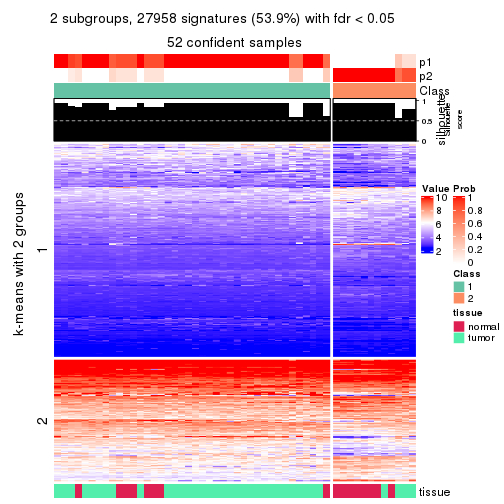 2 subgroups, 27958 signatures (53.9%) with fdr < 0.05
52 confident samples
p1
p2
Class
silhouette
score
1
0.5
0
k-means with 2 groups
1
2
Value
10
8
6
4
2
Prob
1
0.8
0.6
0.4
0.2
0
Class
1
2
tissue
normal
tumor
tissue